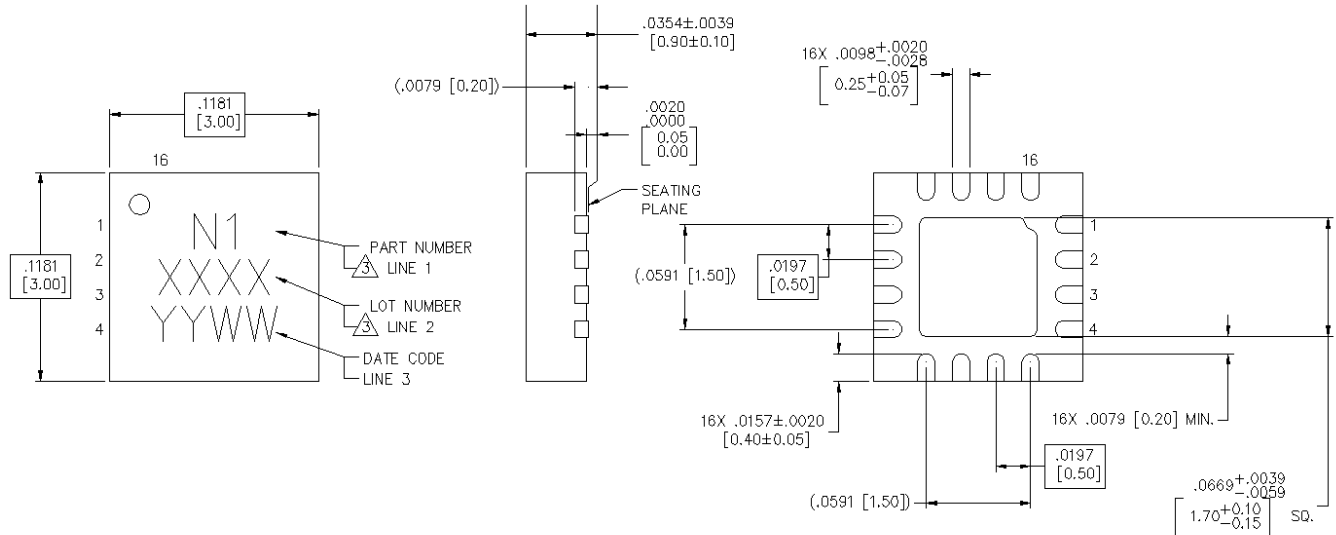 .1181
[3.00]
16
.1181
[3.00]
1
2
3
4
N1
XXXX
YYWW
PART NUMBER
3 LINE 1
LOT NUMBER
3 LINE 2
DATE CODE
LINE 3
.0354±.0039
[0.90±0.10]
(.0079 [0.20])
.0020
.0000
[0.05
0.00]
SEATING
PLANE
16X .0098+.0020
-.0028
[0.25+0.05
-0.07]
16
(.0591 [1.50])
.0197
[0.50]
1
2
3
4
16X .0157±.0020
[0.40±0.05]
16X .0079 [0.20] MIN.
.0197
[0.50]
(.0591 [1.50])
.0669+.0039
-.0059
[1.70+0.10
-0.15] SQ.